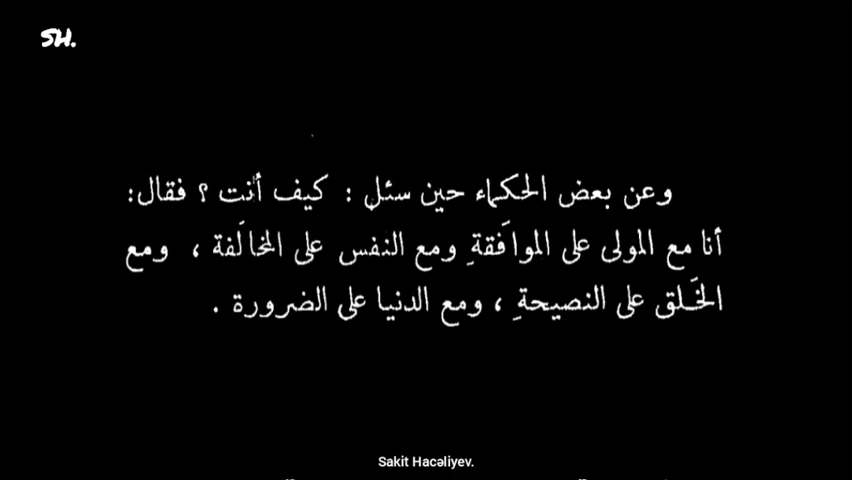 SH.
وعن بعض الحكماء حين سئل : كيف أنت ؟ فقال:
أنا مع المولى على الموافَقةِ ومع النفس على المخالَفة ، ومع
الخَلق على النصيحةِ ، ومع الدنيا على الضرورة .
Sakit Hacəliyev.